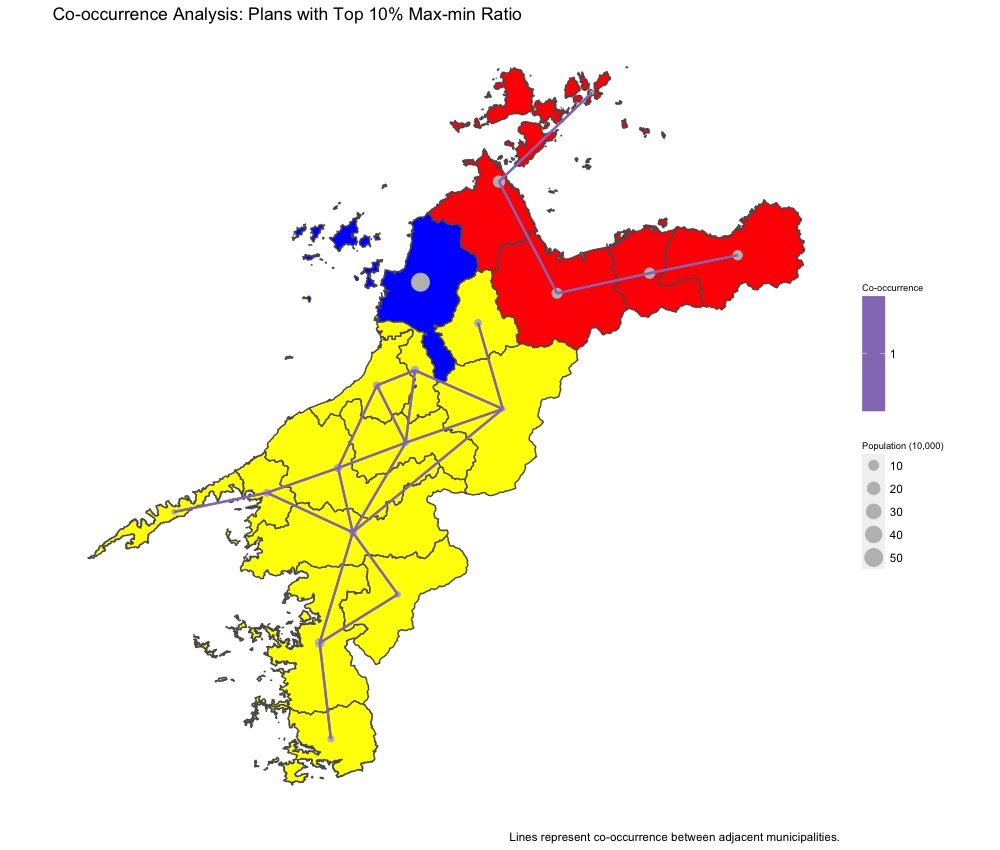 Co-occurrence Analysis: Plans with Top 10% Max-min Ratio
Co-occurrence
1
Population (10,000)
10
20
30
40
50
Lines represent co-occurrence between adjacent municipalities.